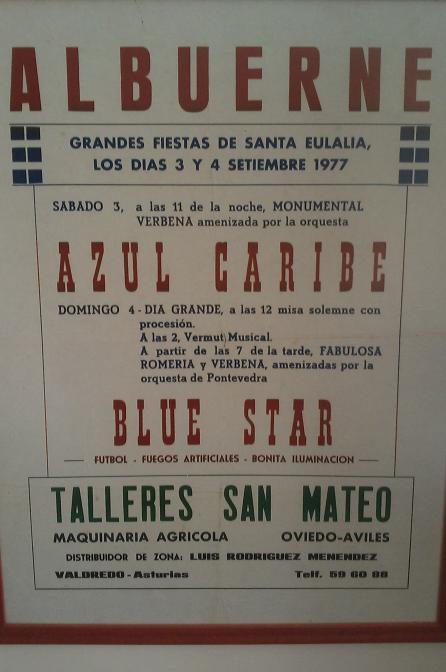 ALBUERNE
GRANDES FIESTAS DE SANTA EULALIA,
LOS DIAS 3 Y 4 SETIEMBRE 1977
SABADO 3, a las 11 de la noche, MONUMENTAL
VERBENA amenizada por la orquesta
AZUL CARIBE
DOMINGO 4 - DIA GRANDE, a las 12 misa solemne con
procesión.
A las 2, Vermut Musical.
A partir de las 7 de la tarde, FABULOSA
ROMERIA y VERBENA, amenizadas por la
orquesta de Pontevedra
BLUE STAR
FUTBOL - FUEGOS ARTIFICIALES - BONITA ILUMINACION
TALLERES SAN MATEO
MAQUINARIA AGRICOLA OVIEDO-AVILES
DISTRIBUIDOR DE ZONA: LUIS RODRIGUEZ MENENDEZ
VALDREDO - Asturias Telf. 59 60 88